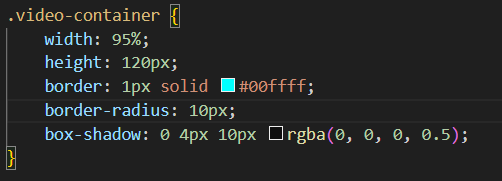 .video-container {
    width: 95%;
    height: 120px;
    border: 1px solid #00ffff;
    border-radius: 10px;
    box-shadow: 0 4px 10px rgba(0, 0, 0, 0.5);
}